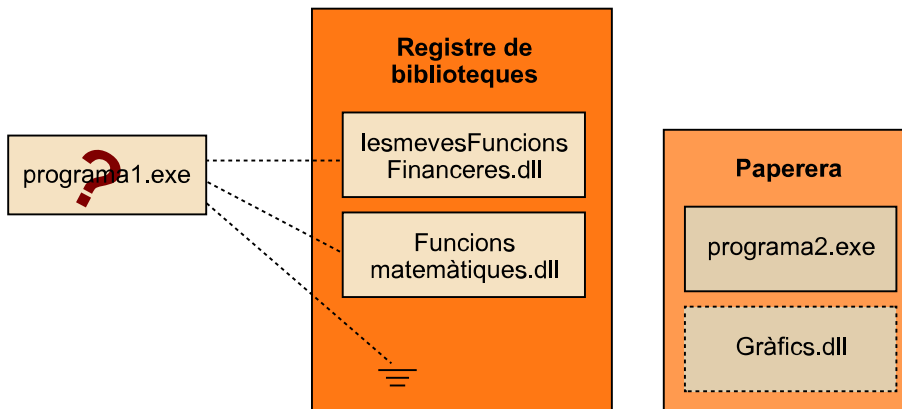 Registre de
biblioteques
lesmevesFuncions
Financeres.dll
programa1.exe
?
Funcions
matemàtiques.dll
Paperera
programa2.exe
Gràfics.dll